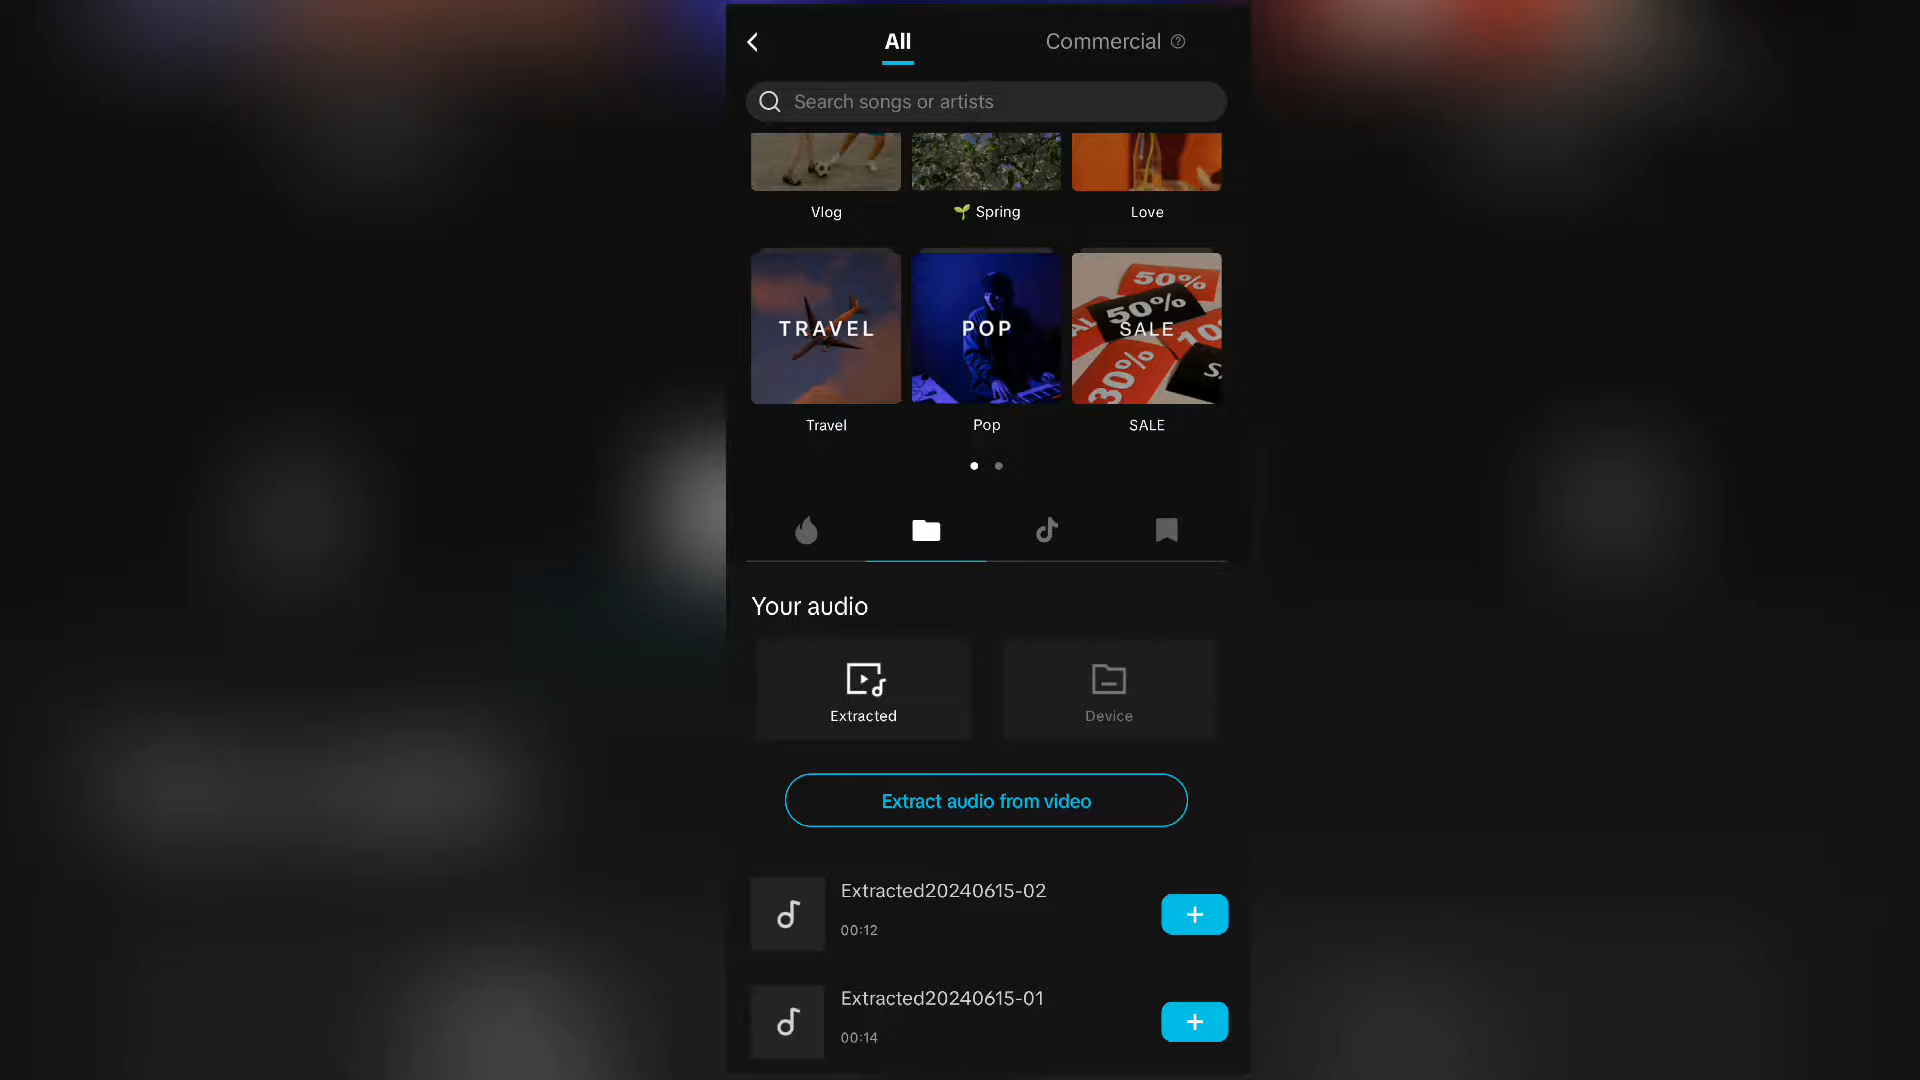 All
Commercial
Search songs or artists
Vlog
🌱 Spring
Love
TRAVEL
POP
50%
50%
SALE
30%
Travel
Pop
SALE
Your audio
Extracted
Device
Extract audio from video
Extracted20240615-02
00:12
Extracted20240615-01
00:14